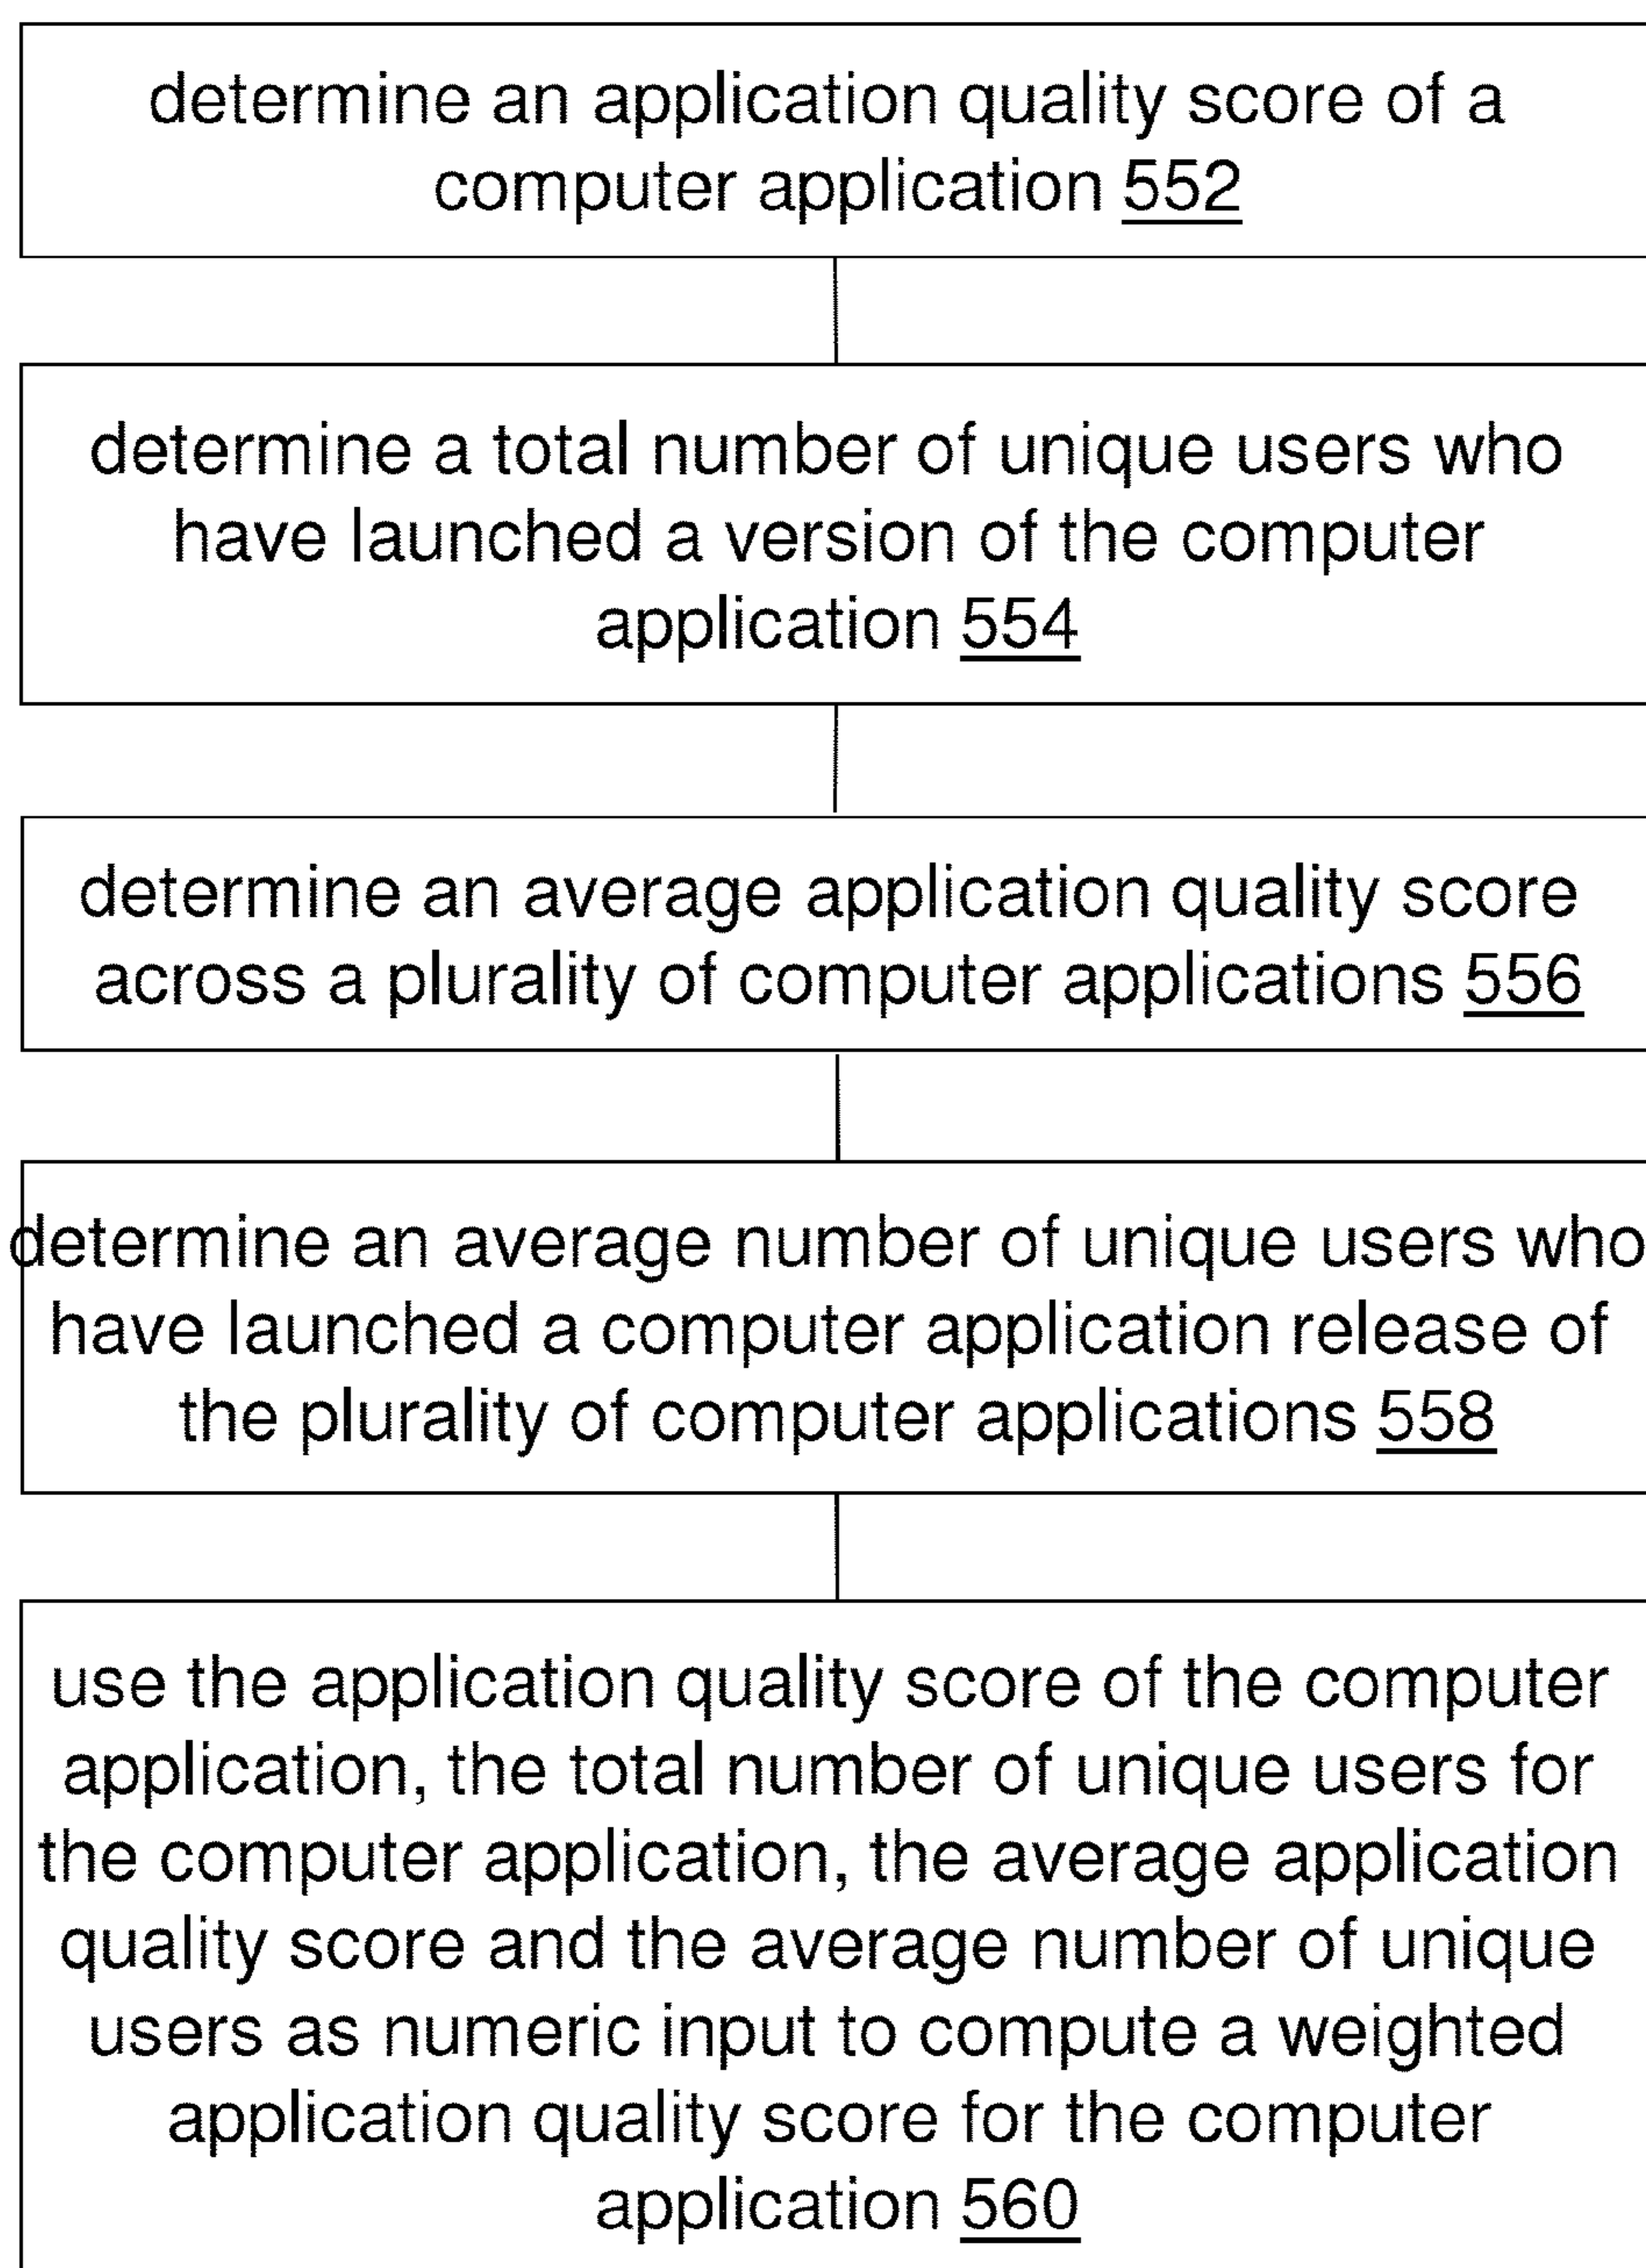 determine an application quality score of a
computer application 552
determine a total number of unique users who
have launched a version of the computer
application 554
determine an average application quality score
across a plurality of computer applications 556
determine an average number of unique users who
have launched a computer application release of
the plurality of computer applications 558
use the application quality score of the computer
application, the total number of unique users for
the computer application, the average application
quality score and the average number of unique
users as numeric input to compute a weighted
application quality score for the computer
application 560